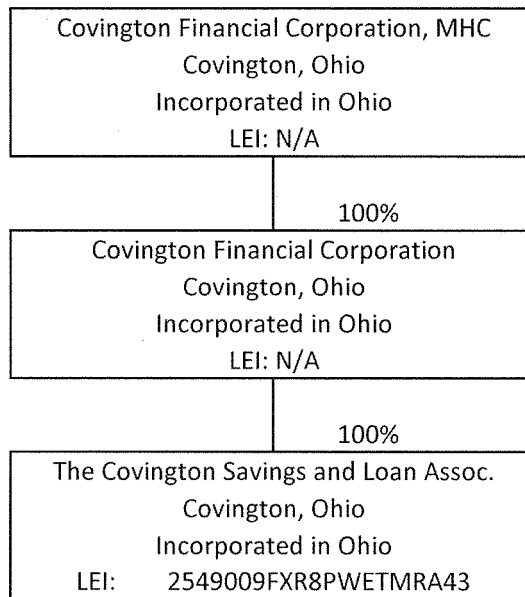 Covington Financial Corporation, MHC
Covington, Ohio
Incorporated in Ohio
LEI: N/A
100%
Covington Financial Corporation
Covington, Ohio
Incorporated in Ohio
LEI: N/A
100%
The Covington Savings and Loan Assoc.
Covington, Ohio
Incorporated in Ohio
LEI: 2549009FXR8PWETMRA43